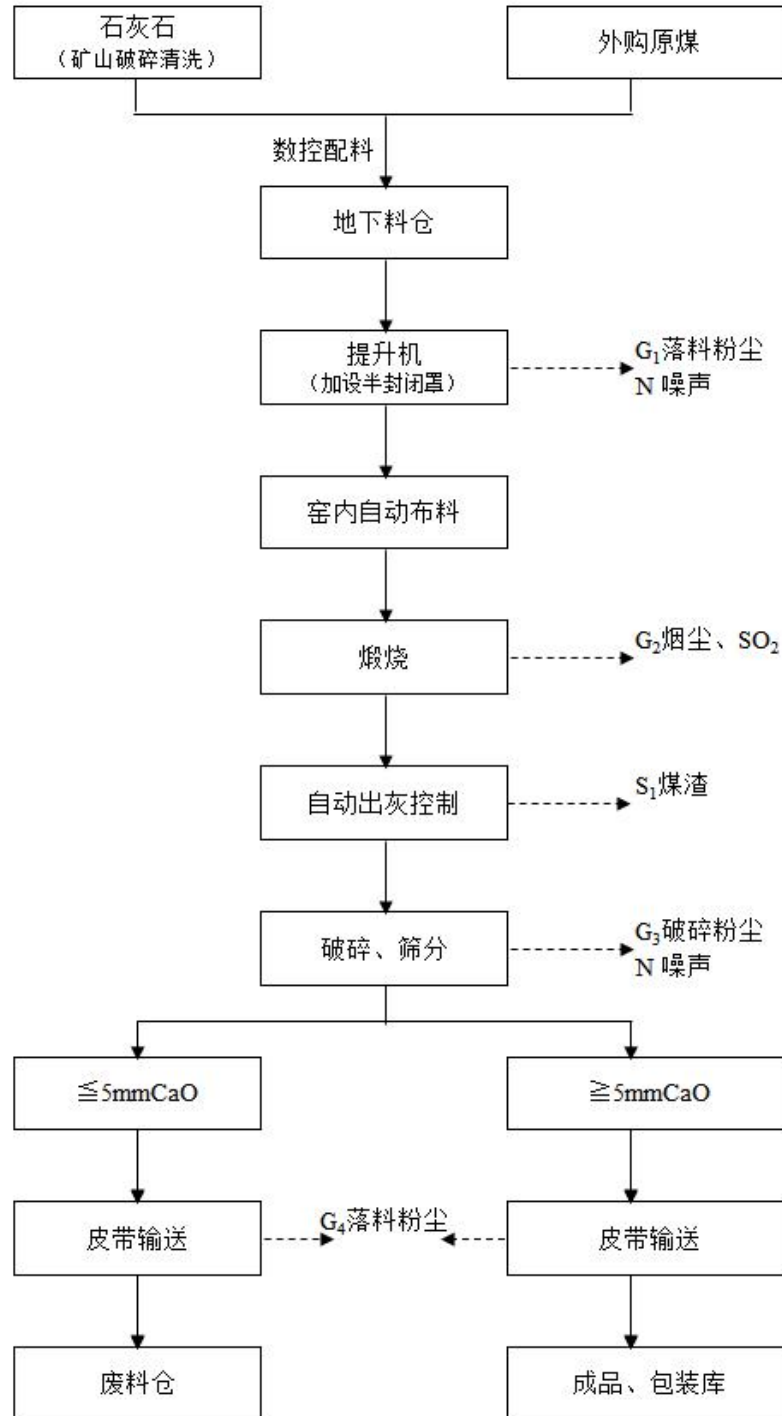 石灰石
（矿山破碎清洗）
外购原煤
数控配料
地下料仓
提升机
（加设半封闭罩）
G₁落料粉尘
N 噪声
窑内自动布料
煅烧
G₂烟尘、SO₂
自动出灰控制
S₁煤渣
破碎、筛分
G₃破碎粉尘
N 噪声
≦5mmCaO
≧5mmCaO
皮带输送
G₄落料粉尘
皮带输送
废料仓
成品、包装库